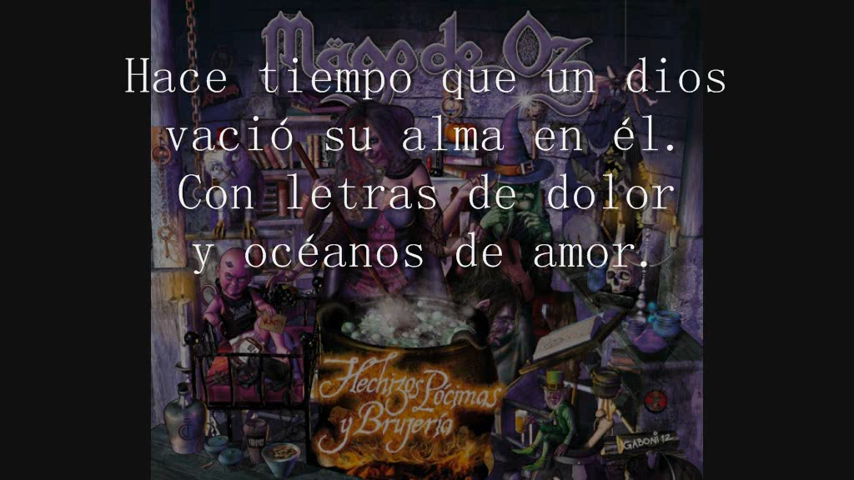 Mägo de Oz
Hace tiempo que un dios
vació su alma en él.
Con letras de dolor
y océanos de amor.
Hechizos Pócimas
y Brujería
GABONI 12